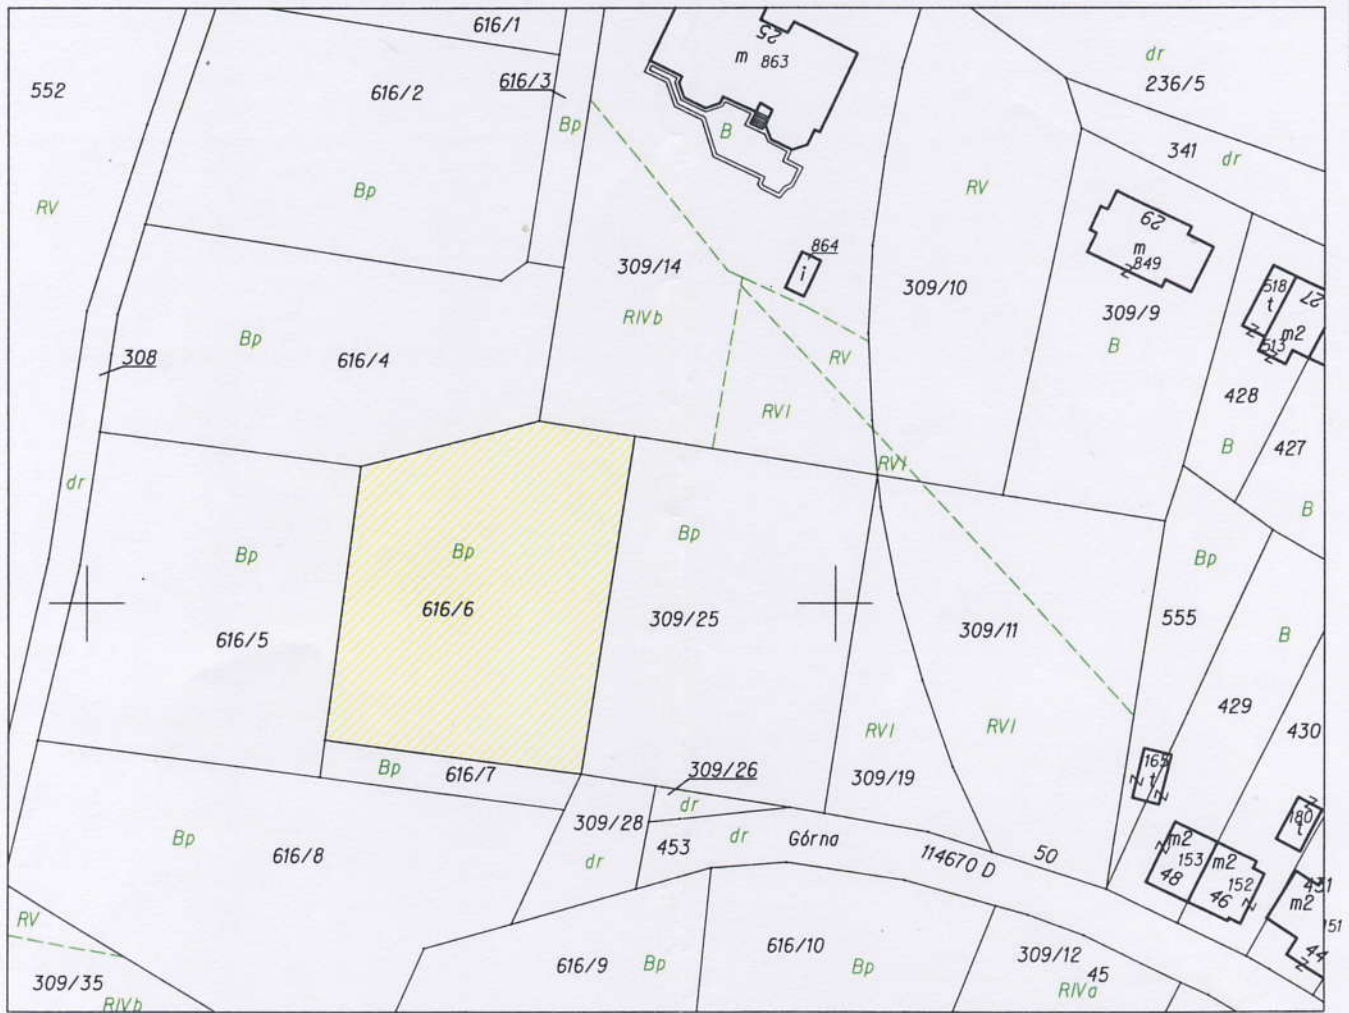 616/1
25
m 863
dr
236/5
552
616/2
616/3
Bp
B
341
dr
RV
Bp
RV
29
m
849
864
i
309/14
309/10
309/9
518
t
27
m2
513
RIVb
B
Bp
308
616/4
RV
RVI
428
427
B
RVI
dr
B
Bp
Bp
Bp
Bp
616/6
309/25
309/11
555
616/5
B
429
430
RVI
RVI
165
t
Bp
616/7
309/26
309/19
dr
309/28
453
dr
Górna
114670 D
50
180
t
Bp
616/8
dr
m2
153
48
m2
152
46
431
m2
151
44
RV
616/9
Bp
616/10
Bp
309/12
45
309/35
RIVb
RIVa